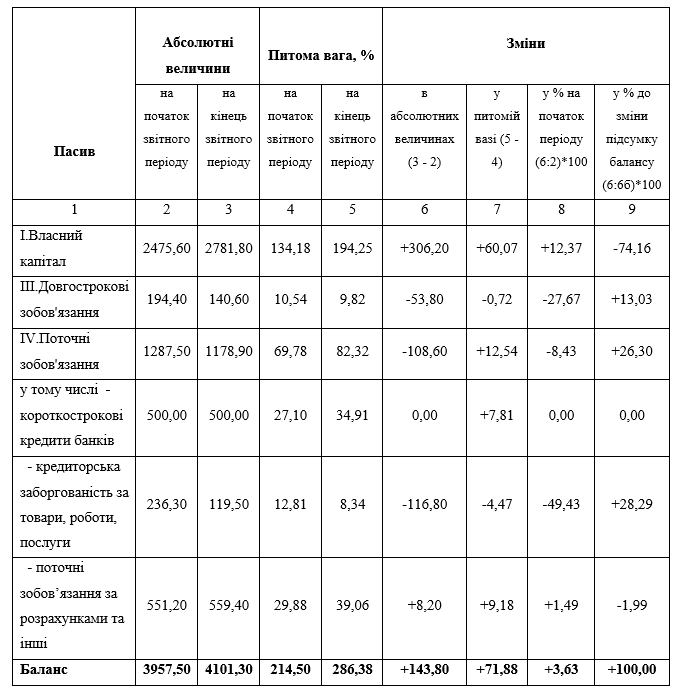 Пасив
Абсолютні величини
Питома вага, %
Зміни
на початок звітного періоду
на кінець звітного періоду
на початок звітного періоду
на кінець звітного періоду
в абсолютних величинах (3 - 2)
у питомій вазі (5 - 4)
у % на початок періоду (6:2)*100
у % до зміни підсумку балансу (6:6б)*100
1 2 3 4 5 6 7 8 9
І.Власний
капітал 2475,60 2781,80 134,18 194,25 +306,20 +60,07 +12,37 -74,16
ІІІ.Довгострокові
зобов'язання 194,40 140,60 10,54 9,82 -53,80 -0,72 -27,67 +13,03
IV.Поточні
зобов'язання 1287,50 1178,90 69,78 82,32 -108,60 +12,54 -8,43 +26,30
у тому числі -
короткострокові
кредити банків 500,00 500,00 27,10 34,91 0,00 +7,81 0,00 0,00
- кредиторська
заборгованість за
товари, роботи,
послуги 236,30 119,50 12,81 8,34 -116,80 -4,47 -49,43 +28,29
- поточні
зобов’язання за
розрахунками та
інші 551,20 559,40 29,88 39,06 +8,20 +9,18 +1,49 -1,99
Баланс 3957,50 4101,30 214,50 286,38 +143,80 +71,88 +3,63 +100,00